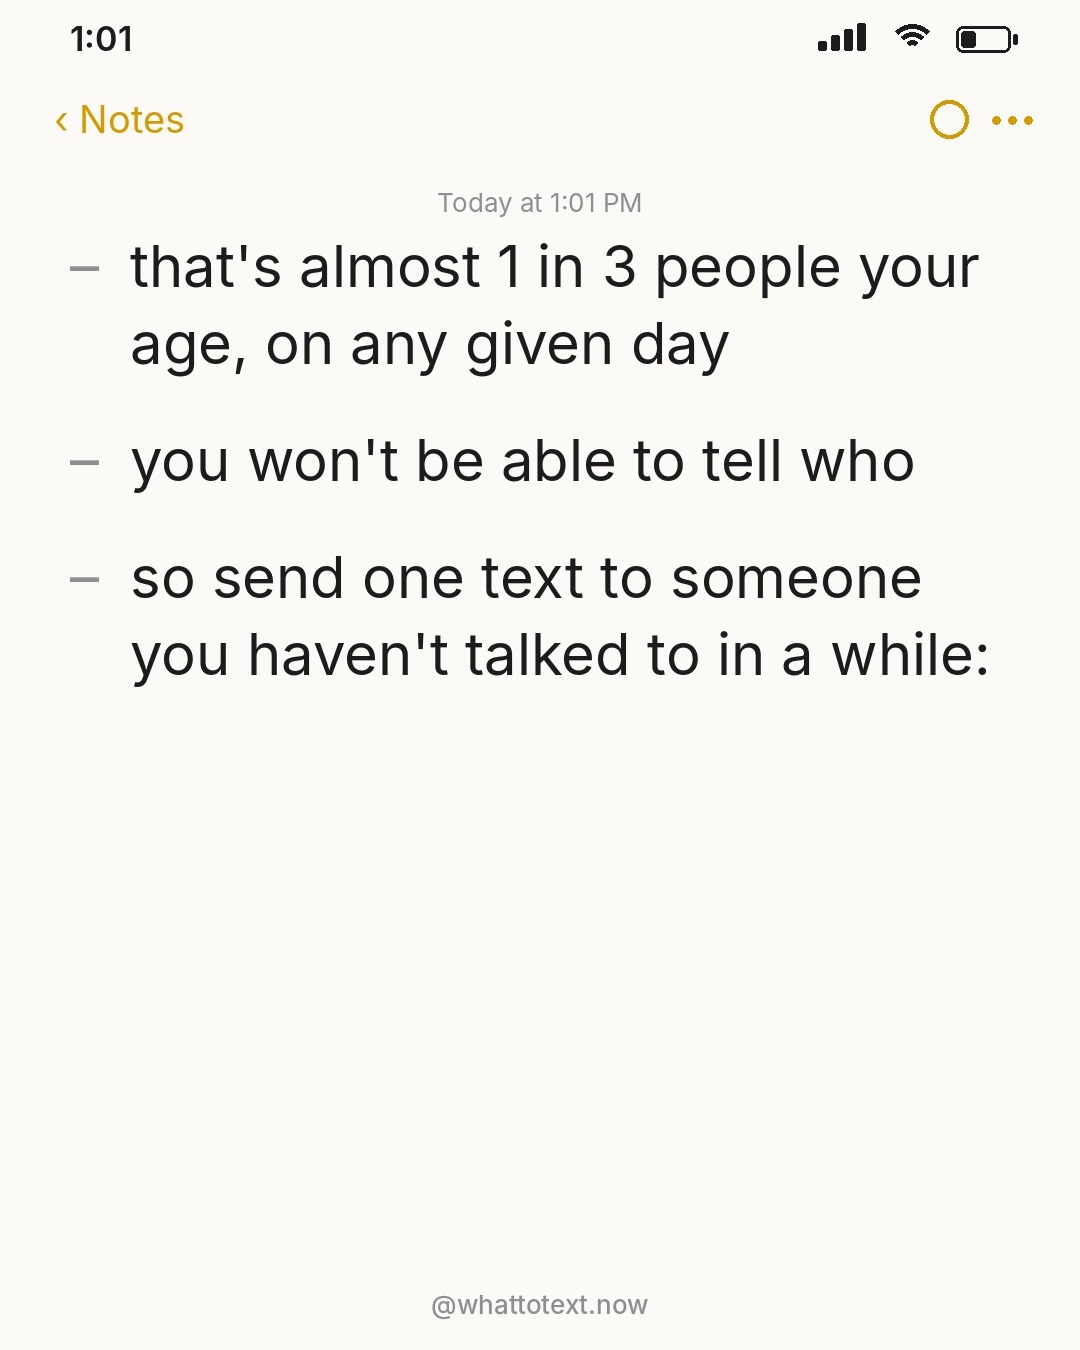 1:01
‹ Notes
Today at 1:01 PM
– that's almost 1 in 3 people your
age, on any given day
– you won't be able to tell who
– so send one text to someone
you haven't talked to in a while:
@whattotext.now